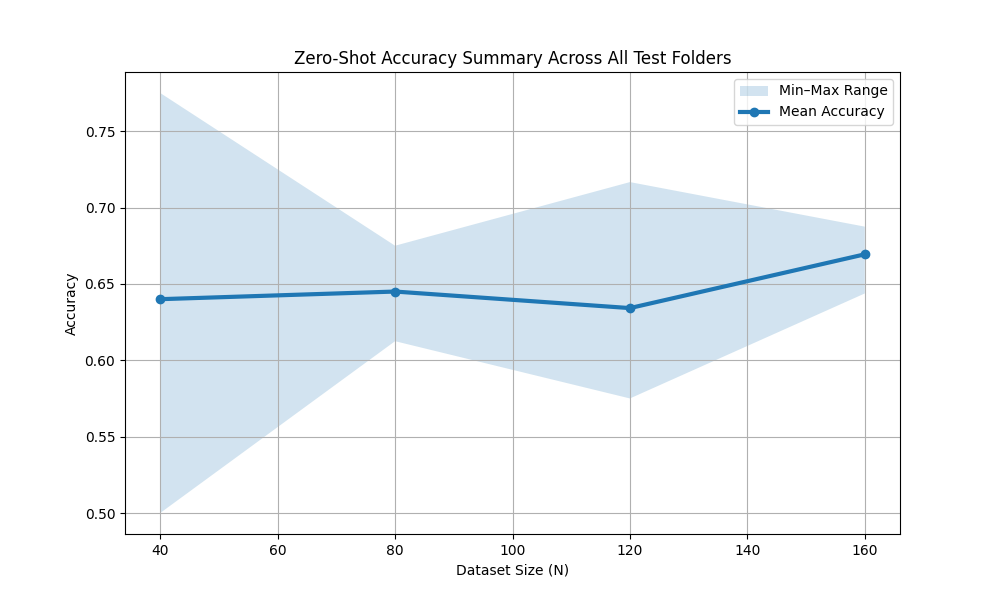 Zero-Shot Accuracy Summary Across All Test Folders
Min–Max Range
Mean Accuracy
Accuracy
0.75
0.70
0.65
0.60
0.55
0.50
40 60 80 100 120 140 160
Dataset Size (N)